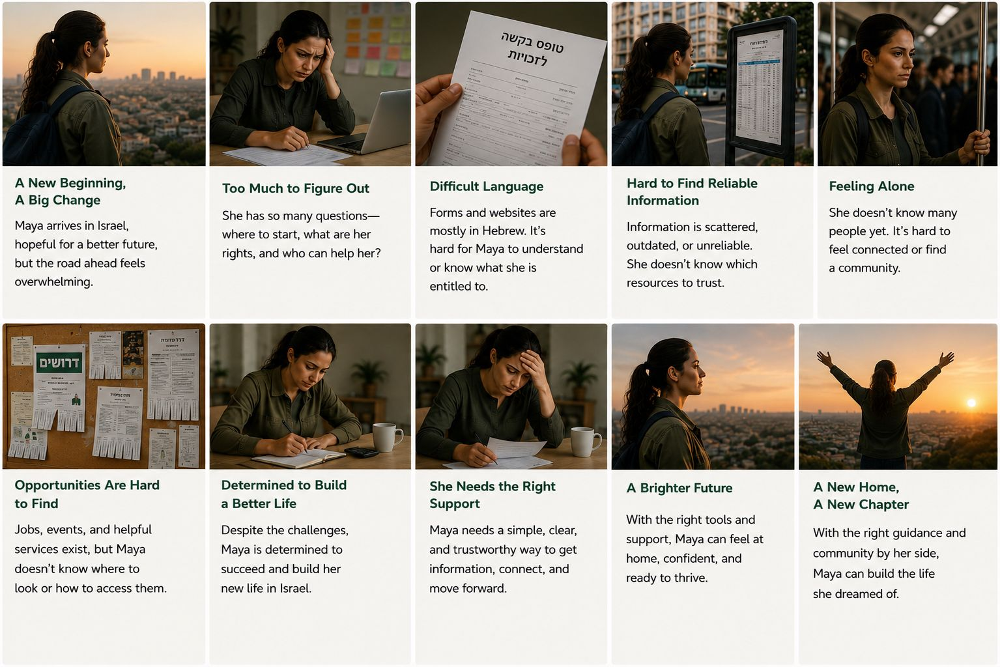 טופס בקשה
לזכויות
A New Beginning,
A Big Change
Maya arrives in Israel,
hopeful for a better future,
but the road ahead feels
overwhelming.
Too Much to Figure Out
She has so many questions—
where to start, what are her
rights, and who can help her?
Difficult Language
Forms and websites are
mostly in Hebrew. It’s
hard for Maya to understand
or know what she is
entitled to.
Hard to Find Reliable
Information
Information is scattered,
outdated, or unreliable.
She doesn’t know which
resources to trust.
Feeling Alone
She doesn’t know many
people yet. It’s hard to
feel connected or find
a community.
דרושים
Opportunities Are Hard
to Find
Jobs, events, and helpful
services exist, but Maya
doesn’t know where to
look or how to access them.
Determined to Build
a Better Life
Despite the challenges,
Maya is determined to
succeed and build her
new life in Israel.
She Needs the Right
Support
Maya needs a simple, clear,
and trustworthy way to get
information, connect, and
move forward.
A Brighter Future
With the right tools and
support, Maya can feel at
home, confident, and
ready to thrive.
A New Home,
A New Chapter
With the right guidance and
community by her side,
Maya can build the life
she dreamed of.